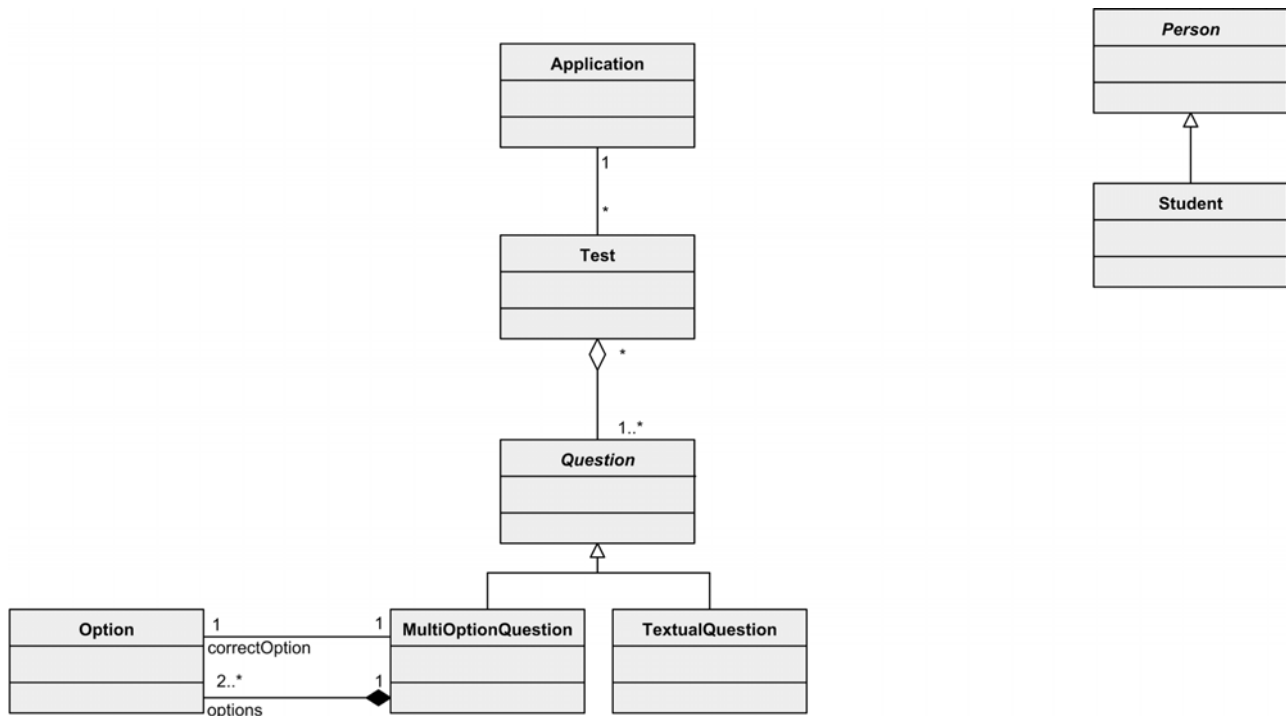 Person
Application
1
*
Student
Test
*
1..*
Question
Option
1
1
correctOption
MultiOptionQuestion
TextualQuestion
2..*
1
options